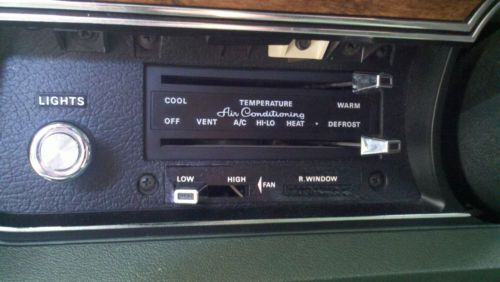 LIGHTS
COOL TEMPERATURE WARM
Air Conditioning
OFF VENT A/C HI-LO HEAT • DEFROST
LOW HIGH FAN R.WINDOW